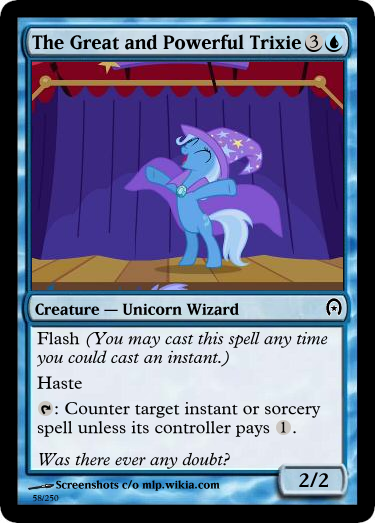 The Great and Powerful Trixie 3
Creature — Unicorn Wizard
Flash (You may cast this spell any time
you could cast an instant.)
Haste
: Counter target instant or sorcery
spell unless its controller pays 1.
Was there ever any doubt?
Screenshots c/o mlp.wikia.com
58/250
2/2